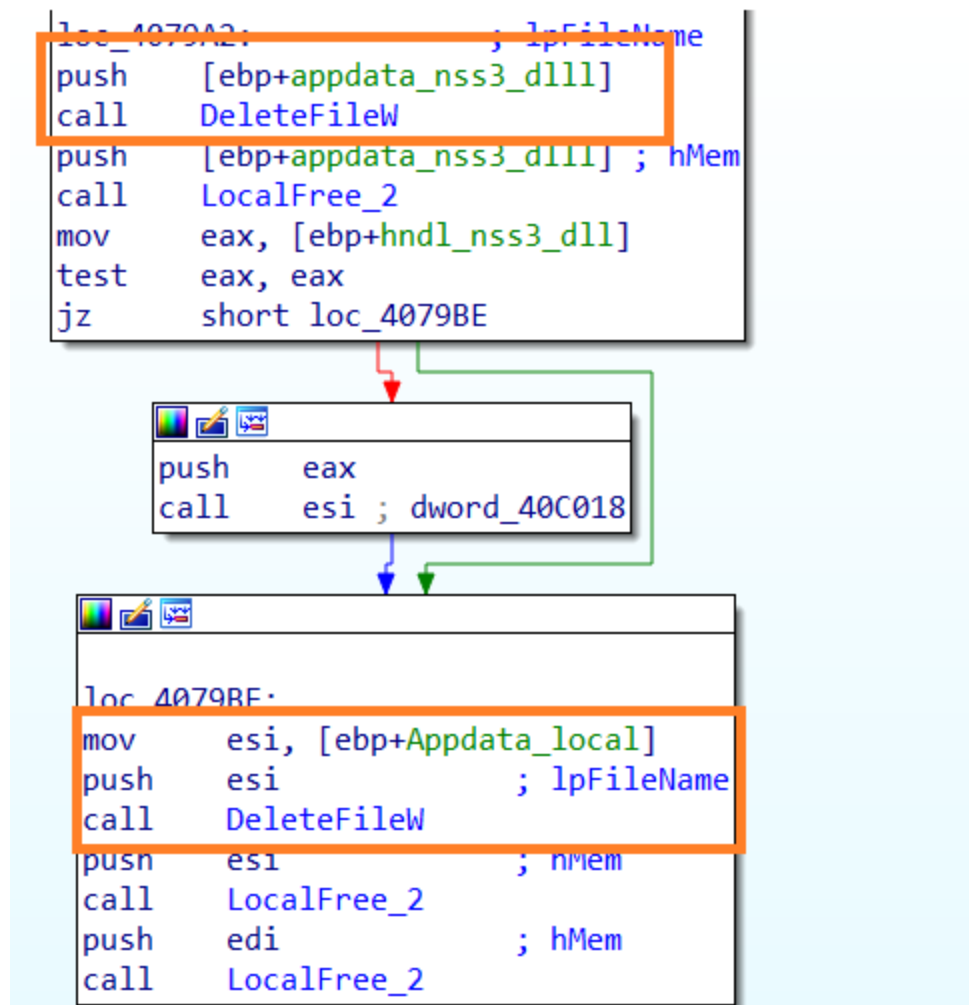 loc_4079A2: ; lpFileName
push [ebp+appdata_nss3_dlll]
call DeleteFileW
push [ebp+appdata_nss3_dlll] ; hMem
call LocalFree_2
mov eax, [ebp+hndl_nss3_dll]
test eax, eax
jz short loc_4079BE
push eax
call esi ; dword_40C018
loc_4079BE:
mov esi, [ebp+Appdata_local]
push esi ; lpFileName
call DeleteFileW
push esi ; hMem
call LocalFree_2
push edi ; hMem
call LocalFree_2